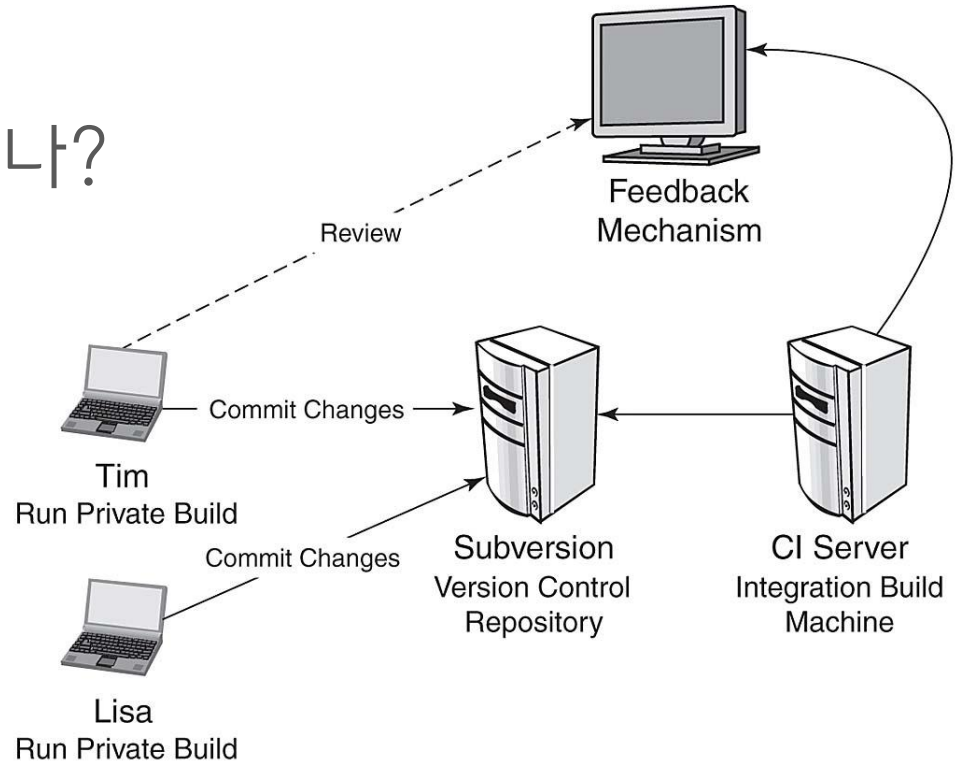 나?
Feedback
Mechanism
Review
Commit Changes
Tim
Run Private Build
Commit Changes
Subversion
Version Control
Repository
CI Server
Integration Build
Machine
Lisa
Run Private Build